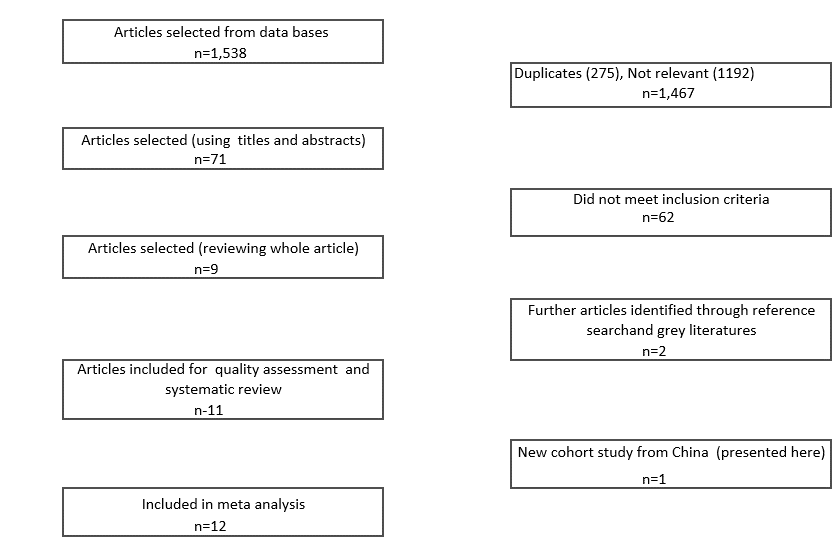 Articles selected from data bases
n=1,538
Duplicates (275), Not relevant (1192)
n=1,467
Articles selected (using  titles and abstracts)
n=71
Did not meet inclusion criteria
n=62
Articles selected (reviewing whole article)
n=9
Further articles identified through reference
searchand grey literatures
n=2
Articles included for  quality assessment  and
systematic review
n-11
New cohort study from China  (presented here)
n=1
Included in meta analysis
n=12